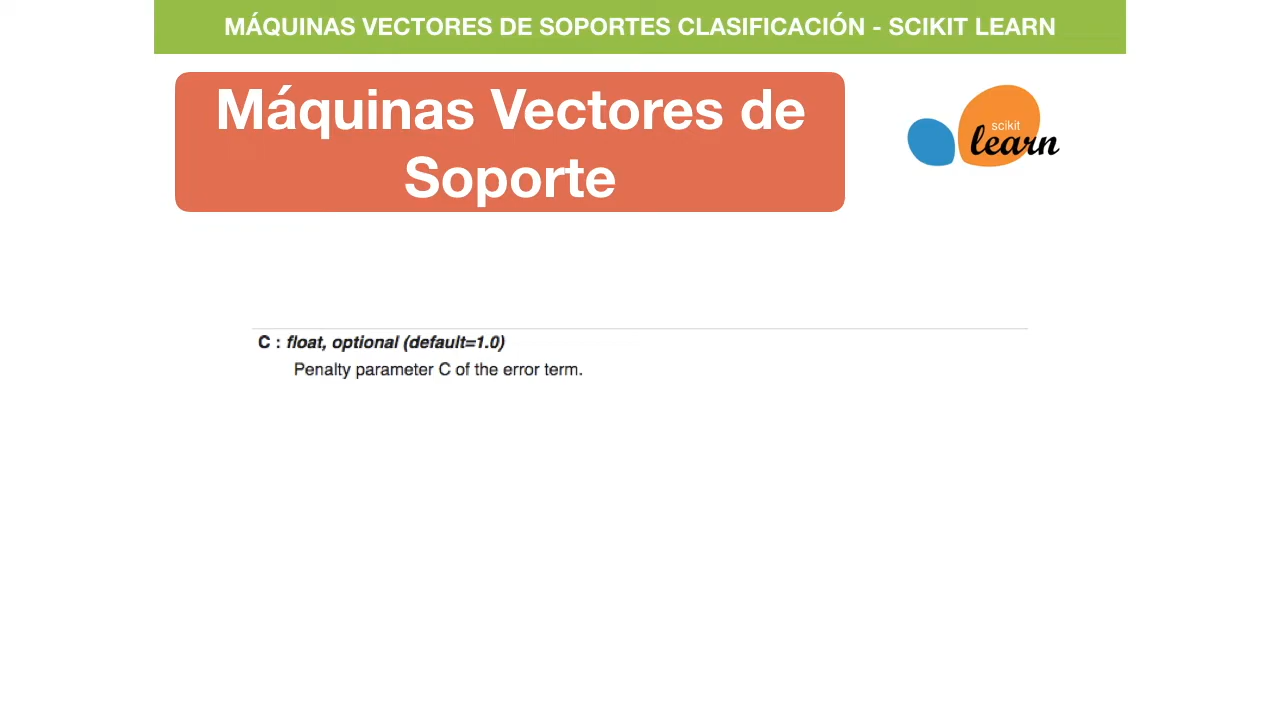 MÁQUINAS VECTORES DE SOPORTES CLASIFICACIÓN - SCIKIT LEARN
Máquinas Vectores de
Soporte
scikit
learn
C : float, optional (default=1.0)
Penalty parameter C of the error term.